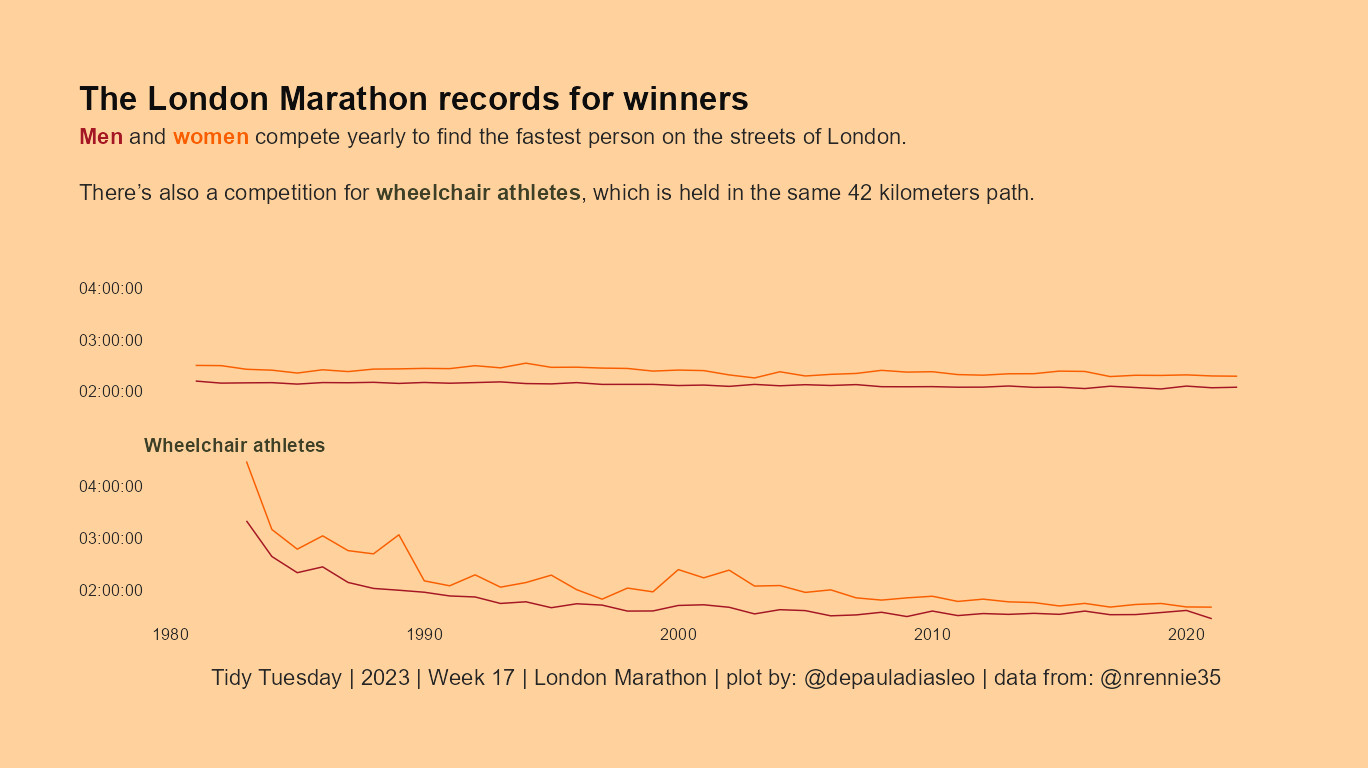 The London Marathon records for winners
Men and women compete yearly to find the fastest person on the streets of London.
There’s also a competition for wheelchair athletes, which is held in the same 42 kilometers path.
04:00:00
03:00:00
02:00:00
Wheelchair athletes
04:00:00
03:00:00
02:00:00
1980 1990 2000 2010 2020
Tidy Tuesday | 2023 | Week 17 | London Marathon | plot by: @depauladiasleo | data from: @nrennie35